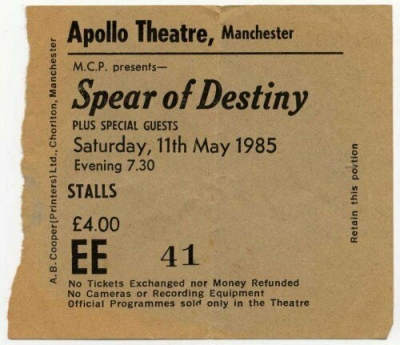 Apollo Theatre, Manchester
M.C.P. presents—
Spear of Destiny
PLUS SPECIAL GUESTS
Saturday, 11th May 1985
Evening 7.30
STALLS
£4.00
EE 41
No Tickets Exchanged nor Money Refunded
No Cameras or Recording Equipment
Official Programmes sold only in the Theatre
A.B. Cooper (Printers) Ltd., Chorlton, Manchester
Retain this portion